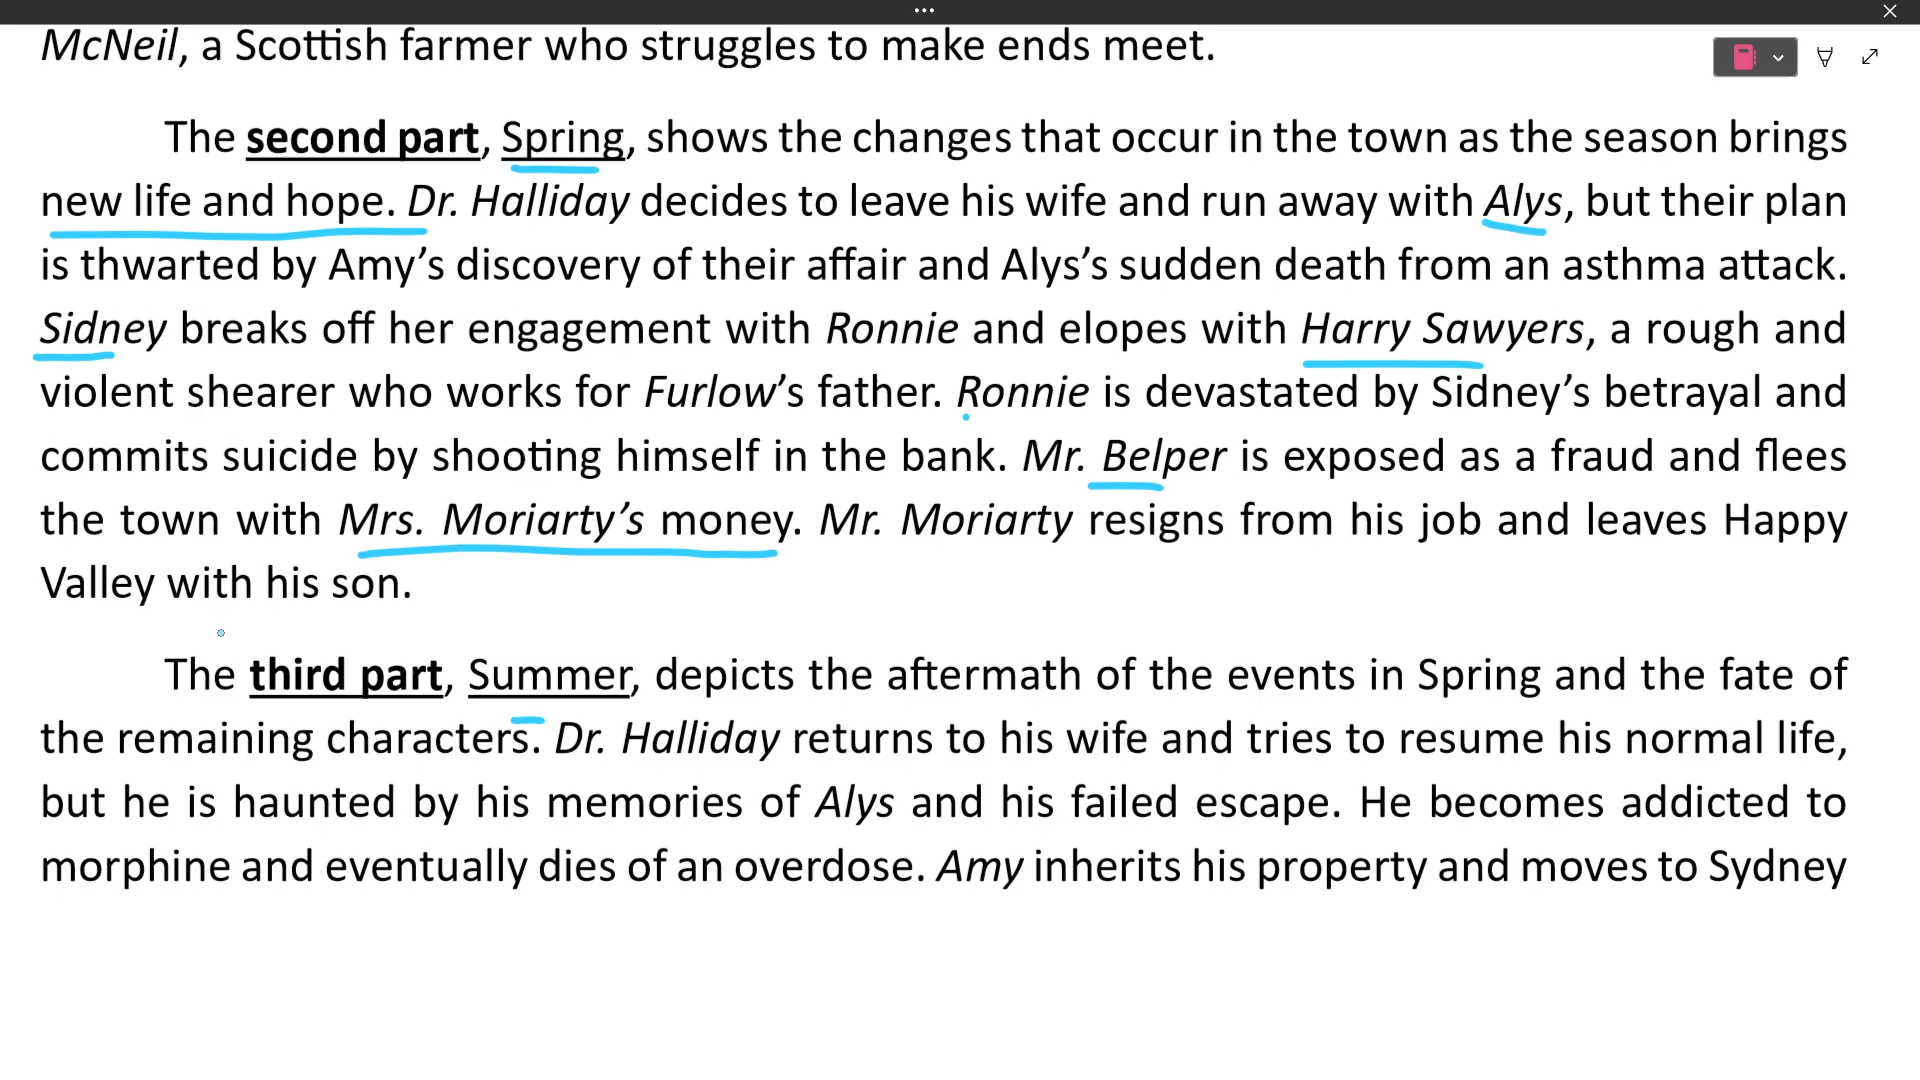 McNeil, a Scottish farmer who struggles to make ends meet.
The second part, Spring, shows the changes that occur in the town as the season brings
new life and hope. Dr. Halliday decides to leave his wife and run away with Alys, but their plan
is thwarted by Amy’s discovery of their affair and Alys’s sudden death from an asthma attack.
Sidney breaks off her engagement with Ronnie and elopes with Harry Sawyers, a rough and
violent shearer who works for Furlow’s father. Ronnie is devastated by Sidney’s betrayal and
commits suicide by shooting himself in the bank. Mr. Belper is exposed as a fraud and flees
the town with Mrs. Moriarty’s money. Mr. Moriarty resigns from his job and leaves Happy
Valley with his son.
The third part, Summer, depicts the aftermath of the events in Spring and the fate of
the remaining characters. Dr. Halliday returns to his wife and tries to resume his normal life,
but he is haunted by his memories of Alys and his failed escape. He becomes addicted to
morphine and eventually dies of an overdose. Amy inherits his property and moves to Sydney